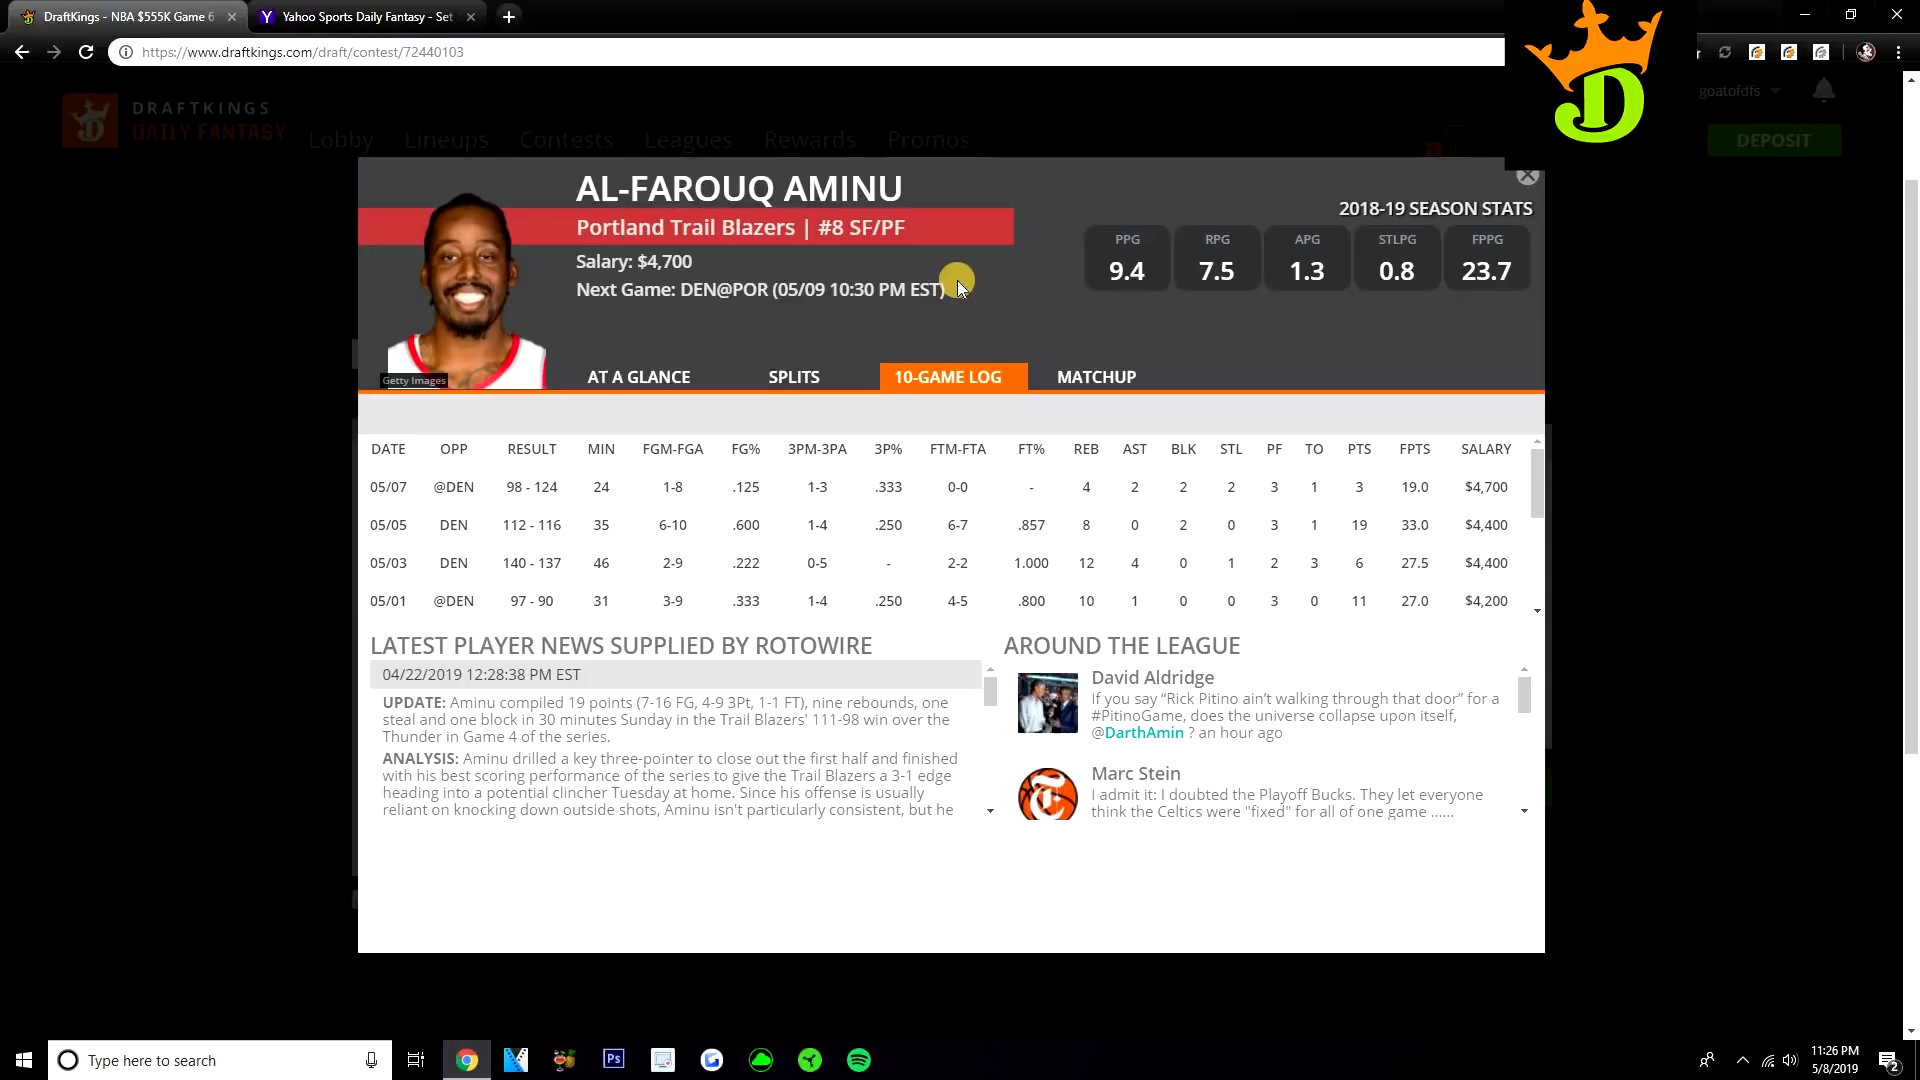 DraftKings - NBA $555K Game 6
Yahoo Sports Daily Fantasy - Set
https://www.draftkings.com/draft/contest/72440103
DRAFTKINGS
DAILY FANTASY
Lobby Lineups Contests Leagues Rewards Promos
goatofdfs
DEPOSIT
D
AL-FAROUQ AMINU
Portland Trail Blazers | #8 SF/PF
Salary: $4,700
Next Game: DEN@POR (05/09 10:30 PM EST)
Getty Images
2018-19 SEASON STATS
PPG RPG APG STLPG FPPG
9.4 7.5 1.3 0.8 23.7
AT A GLANCE SPLITS 10-GAME LOG MATCHUP
DATE OPP RESULT MIN FGM-FGA FG% 3PM-3PA 3P% FTM-FTA FT% REB AST BLK STL PF TO PTS FPTS SALARY
05/07 @DEN 98 - 124 24 1-8 .125 1-3 .333 0-0 - 4 2 2 2 3 1 3 19.0 $4,700
05/05 DEN 112 - 116 35 6-10 .600 1-4 .250 6-7 .857 8 0 2 0 3 1 19 33.0 $4,400
05/03 DEN 140 - 137 46 2-9 .222 0-5 - 2-2 1.000 12 4 0 1 2 3 6 27.5 $4,400
05/01 @DEN 97 - 90 31 3-9 .333 1-4 .250 4-5 .800 10 1 0 0 3 0 11 27.0 $4,200
LATEST PLAYER NEWS SUPPLIED BY ROTOWIRE
04/22/2019 12:28:38 PM EST
UPDATE: Aminu compiled 19 points (7-16 FG, 4-9 3Pt, 1-1 FT), nine rebounds, one
steal and one block in 30 minutes Sunday in the Trail Blazers' 111-98 win over the
Thunder in Game 4 of the series.
ANALYSIS: Aminu drilled a key three-pointer to close out the first half and finished
with his best scoring performance of the series to give the Trail Blazers a 3-1 edge
heading into a potential clincher Tuesday at home. Since his offense is usually
reliant on knocking down outside shots, Aminu isn't particularly consistent, but he
AROUND THE LEAGUE
David Aldridge
If you say “Rick Pitino ain’t walking through that door” for a
#PitinoGame, does the universe collapse upon itself,
@DarthAmin ? an hour ago
Marc Stein
I admit it: I doubted the Playoff Bucks. They let everyone
think the Celtics were "fixed" for all of one game ......
Type here to search
Ps
11:26 PM
5/8/2019
2